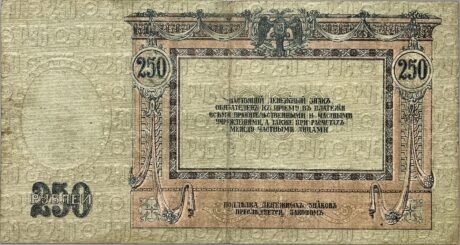 250
250
НАСТОЯЩІЙ ДЕНЕЖНЫЙ ЗНАКЪ
ОБЯЗАТЕЛЕНЪ КЪ ПРІЕМУ ВЪ ПЛАТЕЖИ
ВСѢМИ ПРАВИТЕЛЬСТВЕННЫМИ И ЧАСТНЫМИ
УЧРЕЖДЕНІЯМИ, А ТАКЖЕ ПРИ РАСЧЕТАХЪ
МЕЖДУ ЧАСТНЫМИ ЛИЦАМИ
250
РУБЛЕЙ
ПОДДѢЛКА ДЕНЕЖНЫХЪ ЗНАКОВЪ
ПРЕСЛѢДУЕТСЯ ЗАКОНОМЪ